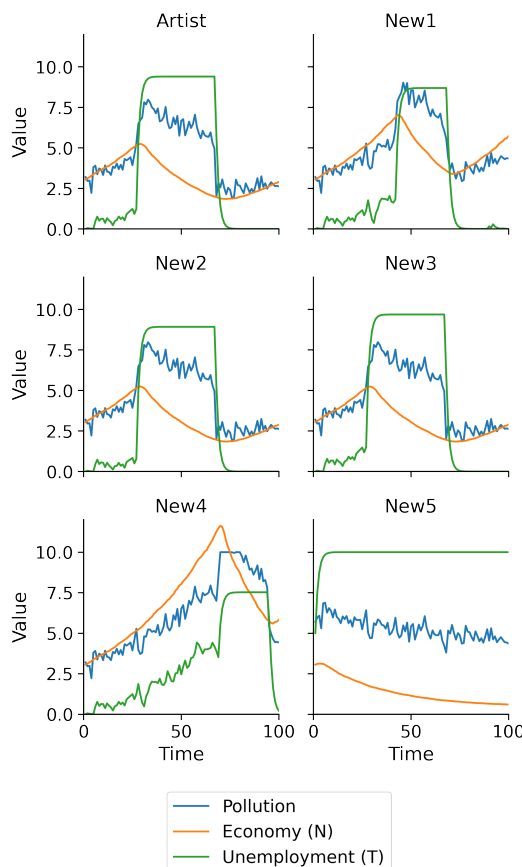 Artist New1
10.0
7.5
5.0
2.5
0.0
Value
New2 New3
10.0
7.5
5.0
2.5
0.0
Value
New4 New5
10.0
7.5
5.0
2.5
0.0
Value
0 50 100 0 50 100
Time Time
Pollution
Economy (N)
Unemployment (T)